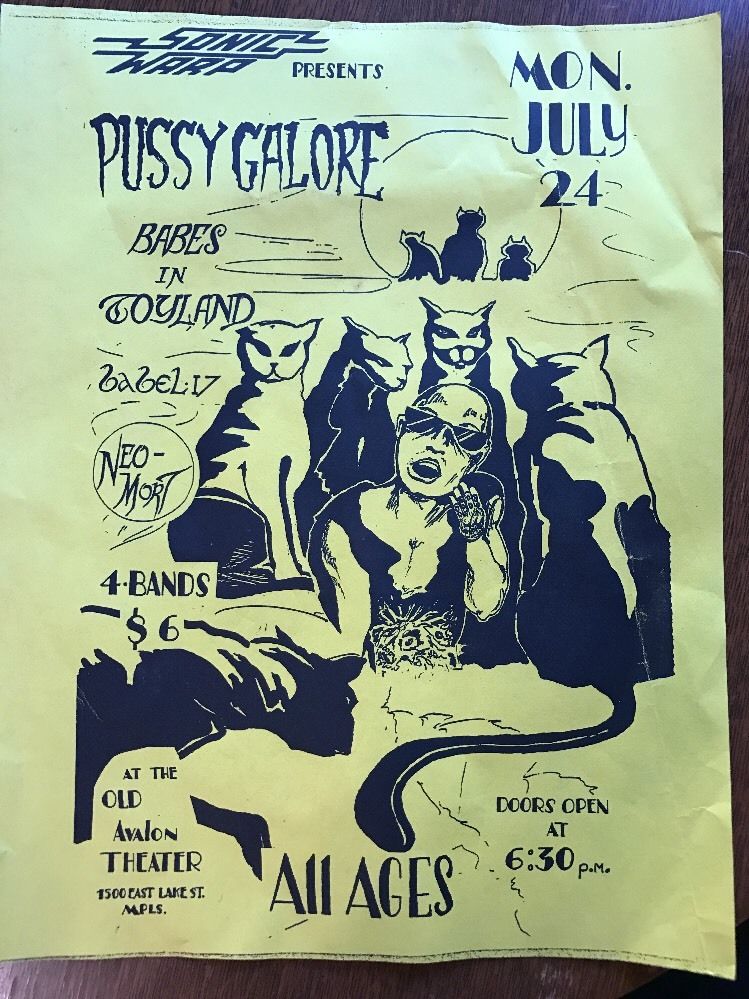 SONIC
WARP PRESENTS
MON.
JULY
24
PUSSY GALORE
BABES
IN
TOYLAND
BaBEL:17
NEO-
MORT
4·BANDS
$6
AT THE
OLD
Avalon
THEATER
1500 EAST LAKE ST.
MPLS.
All AGES
DOORS OPEN
AT
6:30 p.m.